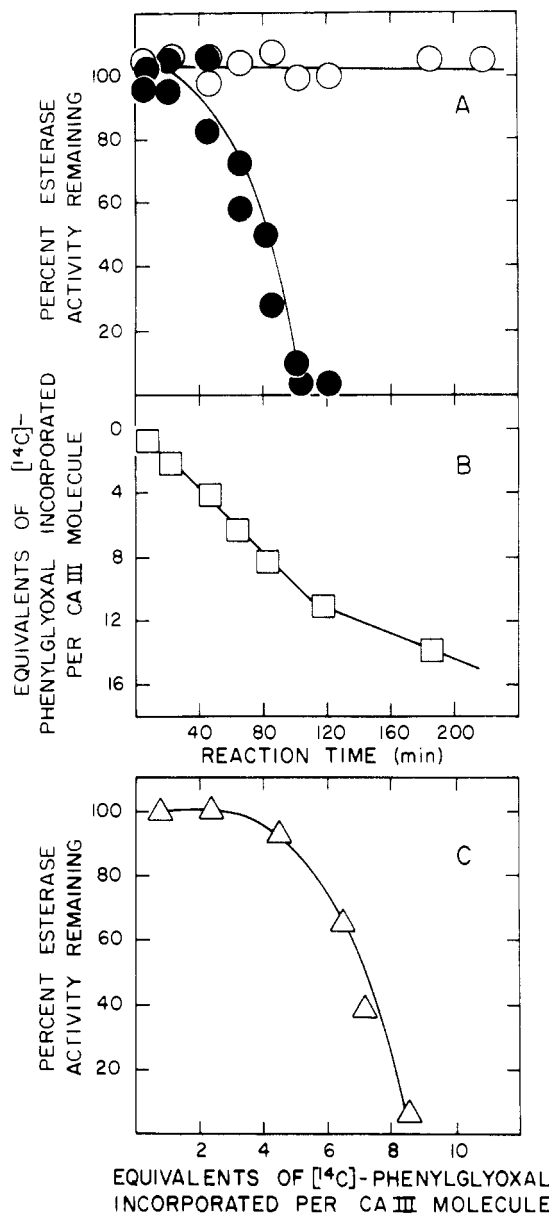 A
PERCENT ESTERASE
ACTIVITY REMAINING
100
80
60
40
20
B
EQUIVALENTS OF [¹⁴C]-
PHENYLGLYOXAL INCORPORATED
PER CA III MOLECULE
0
4
8
12
16
0 40 80 120 160 200
REACTION TIME (min)
C
PERCENT ESTERASE
ACTIVITY REMAINING
100
80
60
40
20
2 4 6 8 10
EQUIVALENTS OF [¹⁴C]-PHENYLGLYOXAL
INCORPORATED PER CA III MOLECULE